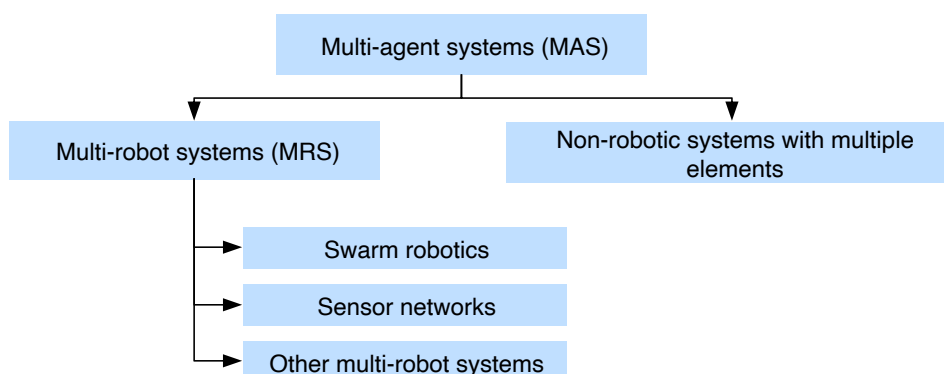 Multi-agent systems (MAS)
Multi-robot systems (MRS)
Non-robotic systems with multiple
elements
Swarm robotics
Sensor networks
Other multi-robot systems